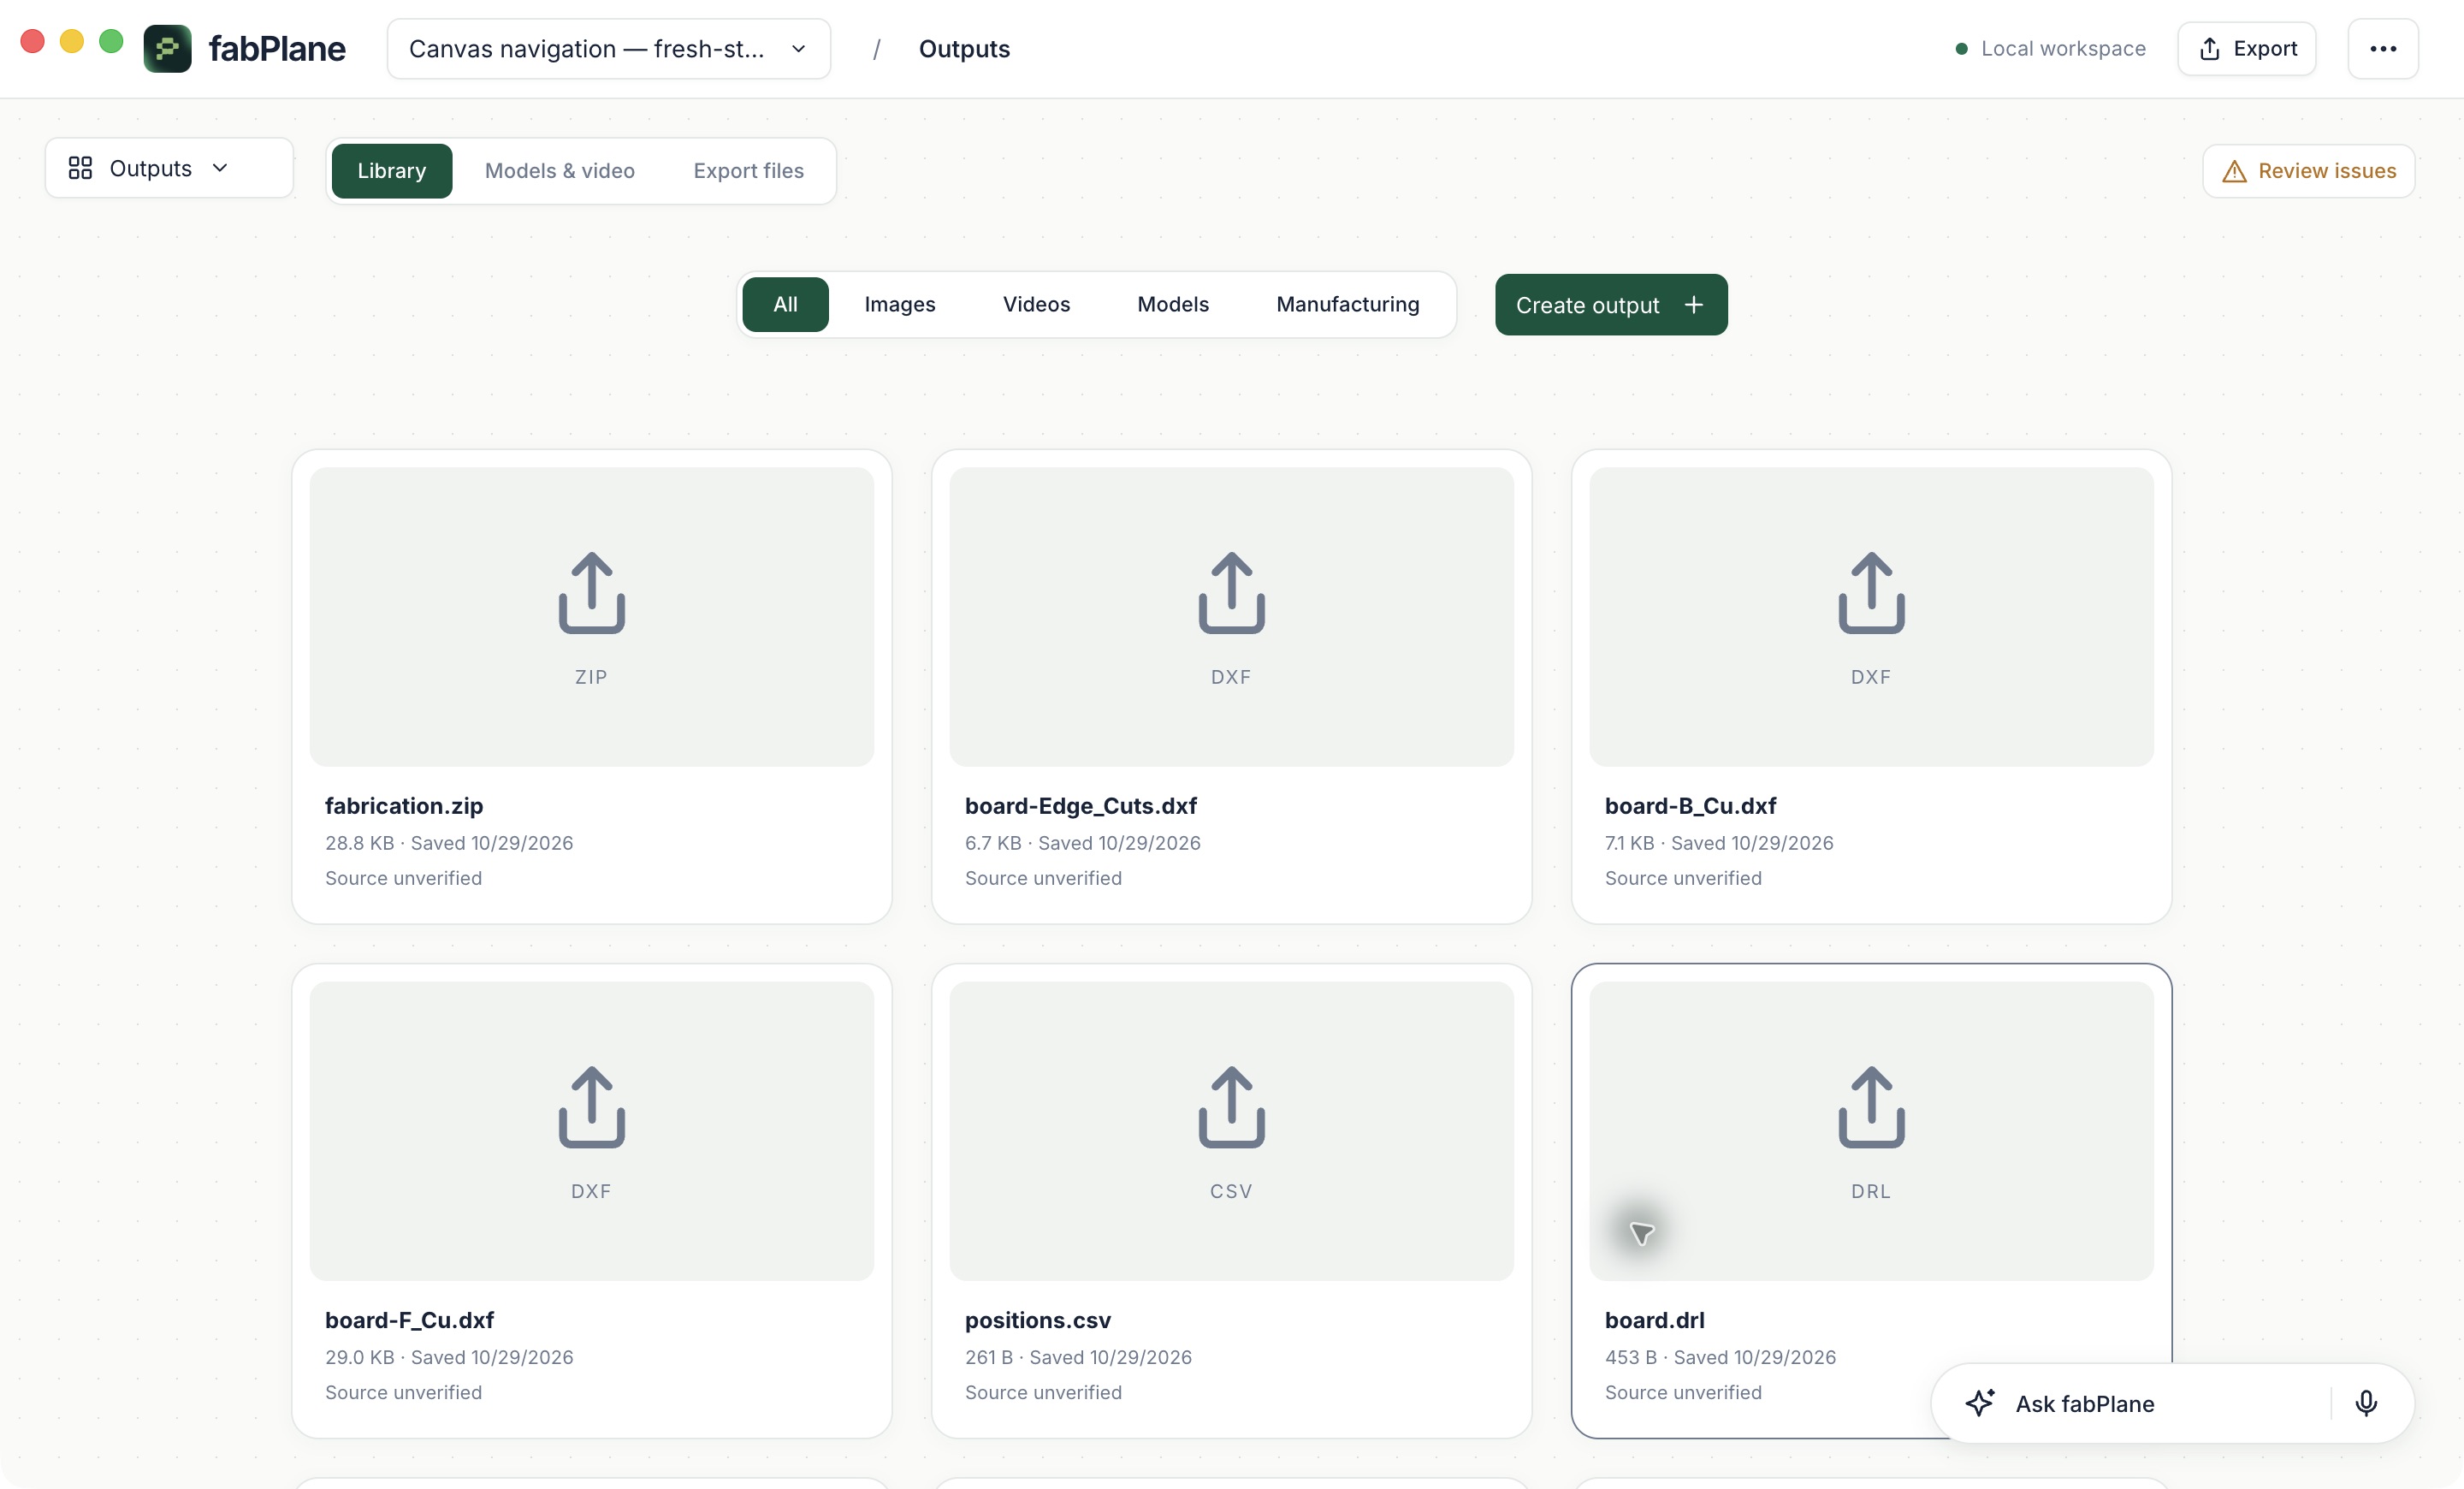 fabPlane
Canvas navigation — fresh-st...
/
Outputs
Local workspace
Export
Outputs
Library
Models & video
Export files
Review issues
All
Images
Videos
Models
Manufacturing
Create output
ZIP
fabrication.zip
28.8 KB · Saved 10/29/2026
Source unverified
DXF
board-Edge_Cuts.dxf
6.7 KB · Saved 10/29/2026
Source unverified
DXF
board-B_Cu.dxf
7.1 KB · Saved 10/29/2026
Source unverified
DXF
board-F_Cu.dxf
29.0 KB · Saved 10/29/2026
Source unverified
CSV
positions.csv
261 B · Saved 10/29/2026
Source unverified
DRL
board.drl
453 B · Saved 10/29/2026
Source unverified
Ask fabPlane